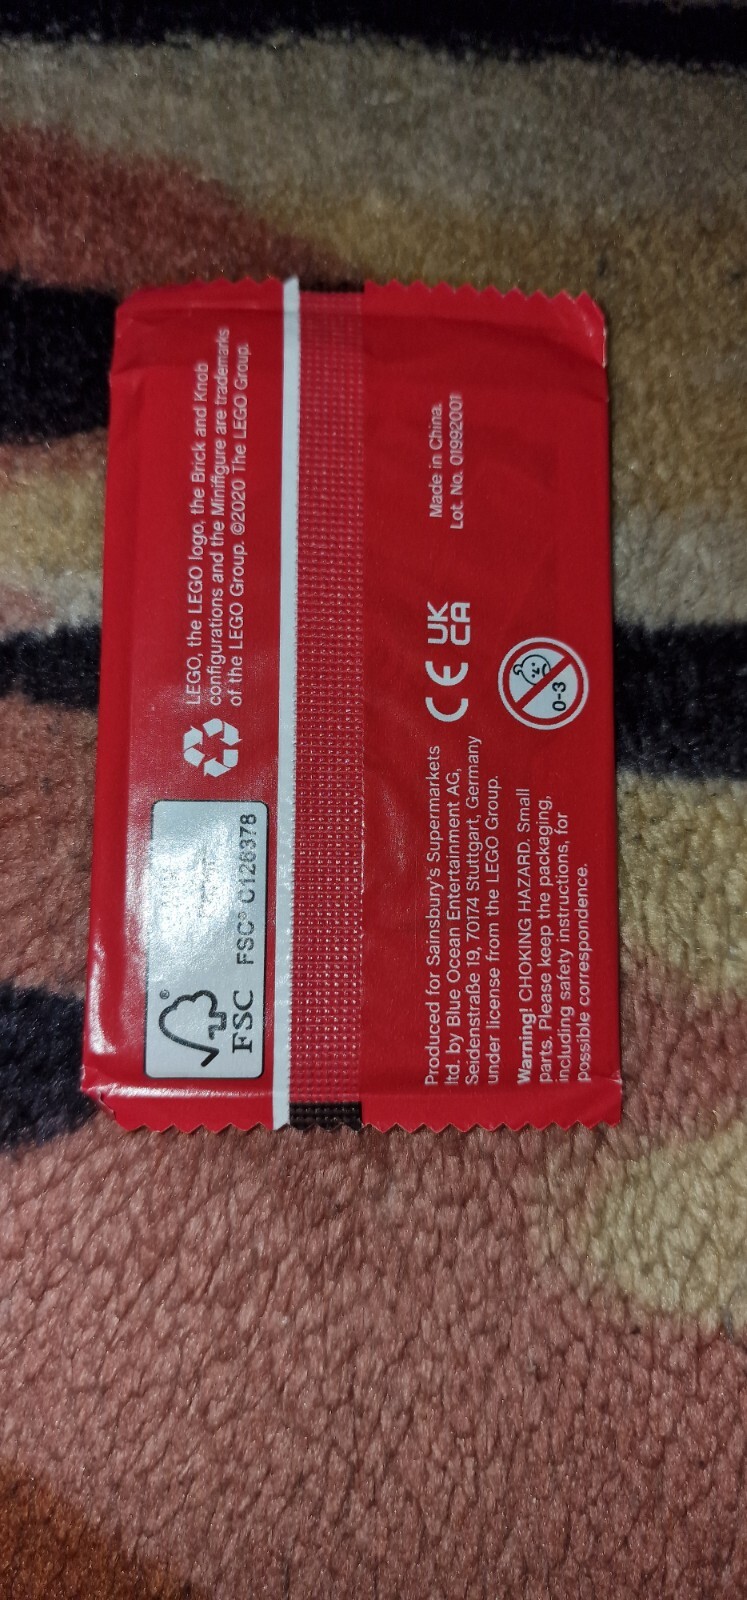 FSC
®
FSC® C126378
LEGO, the LEGO logo, the Brick and Knob
configurations and the Minifigure are trademarks
of the LEGO Group. ©2020 The LEGO Group.
Produced for Sainsbury's Supermarkets
ltd. by Blue Ocean Entertainment AG,
Seidenstraße 19, 70174 Stuttgart, Germany
under license from the LEGO Group.
Warning! CHOKING HAZARD. Small
parts. Please keep the packaging,
including safety instructions, for
possible correspondence.
CE
UK
CA
0-3
Made in China.
Lot. No. 01992001